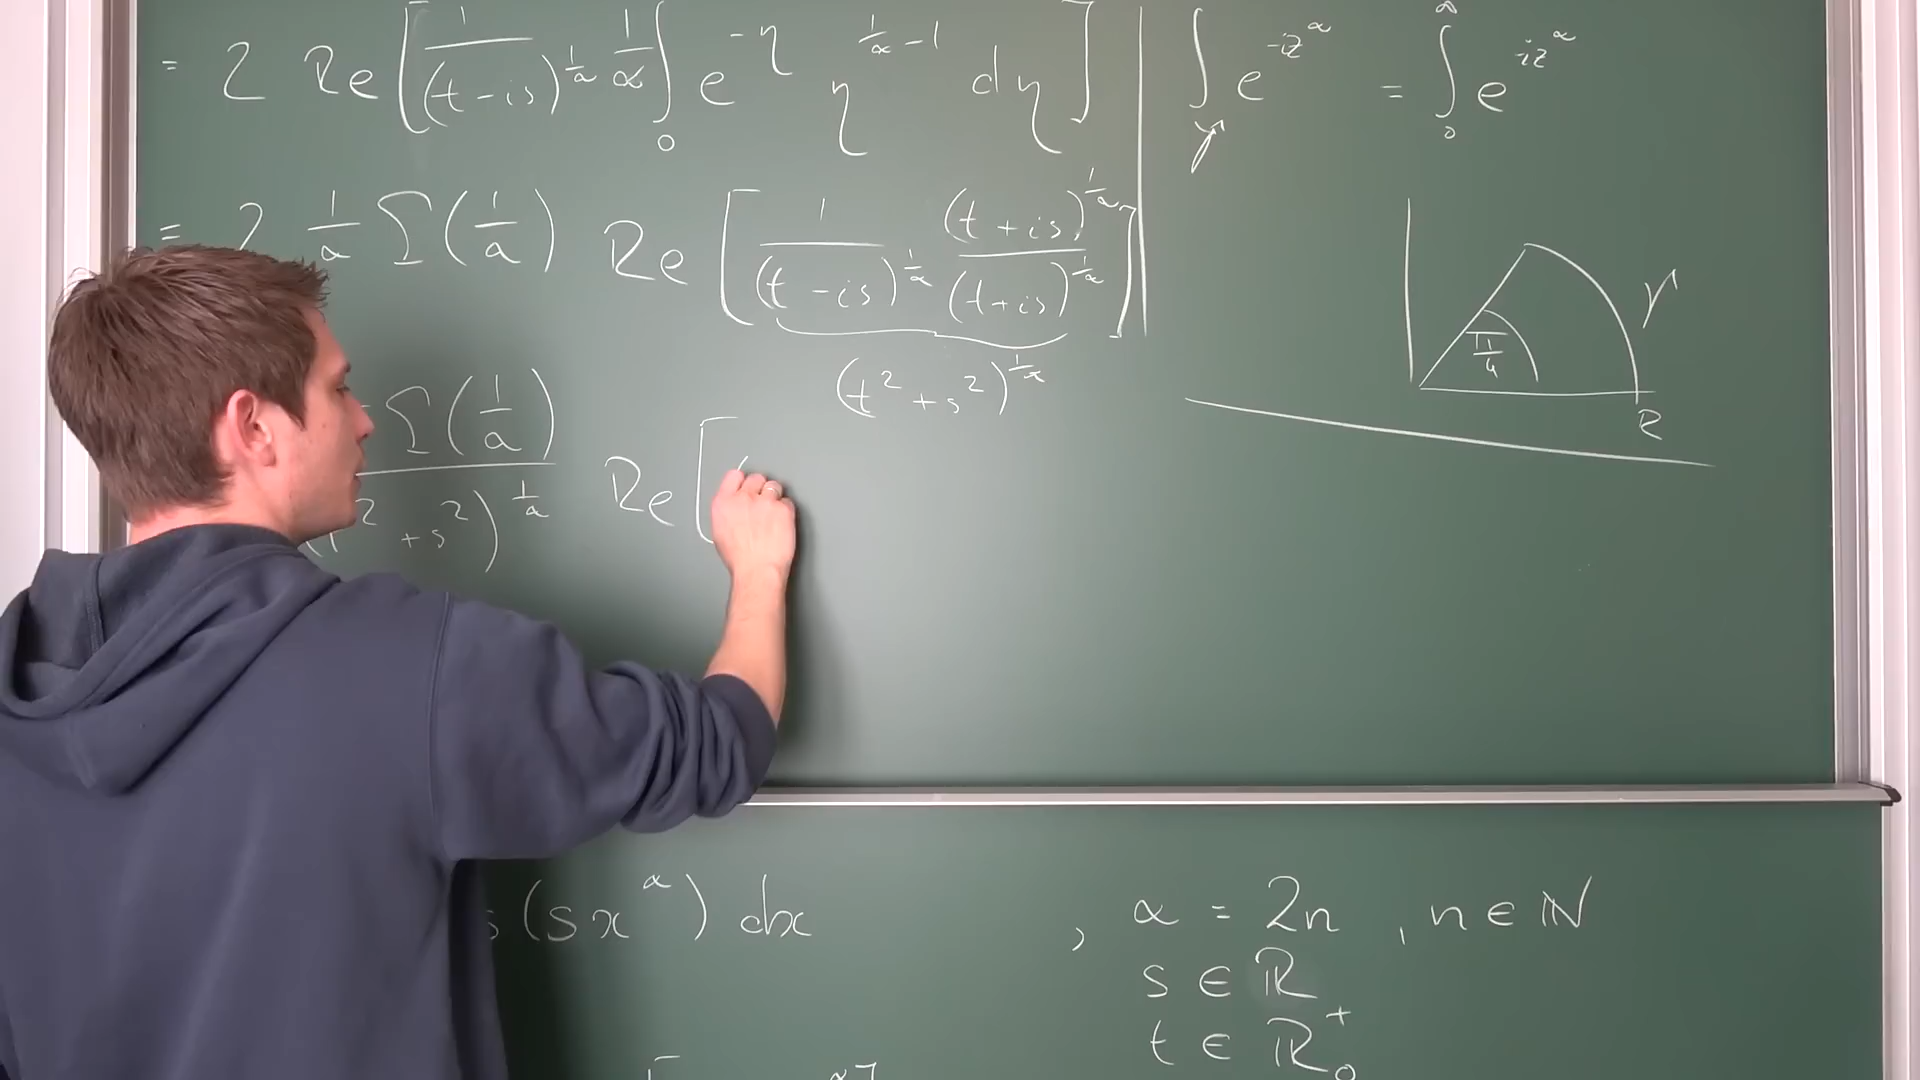 = 2 Re [ 1/(t-is)^(1/α) 1/α ∫₀ e^(-η) η^(1/α - 1) dη ]
∫_γ e^(-iz^α) = ∫₀^R e^(-iz^α)
= 2 1/α Γ(1/α) Re [ 1/(t-is)^(1/α) (t+is)^(1/α)/(t+is)^(1/α) ]
(t² + s²)^(1/α)
π/4
γ
R
Γ(1/α) / (t² + s²)^(1/α) Re [ (
s(sx^α) dx , α = 2n , n ∈ ℕ
s ∈ ℝ
t ∈ ℝ₀⁺